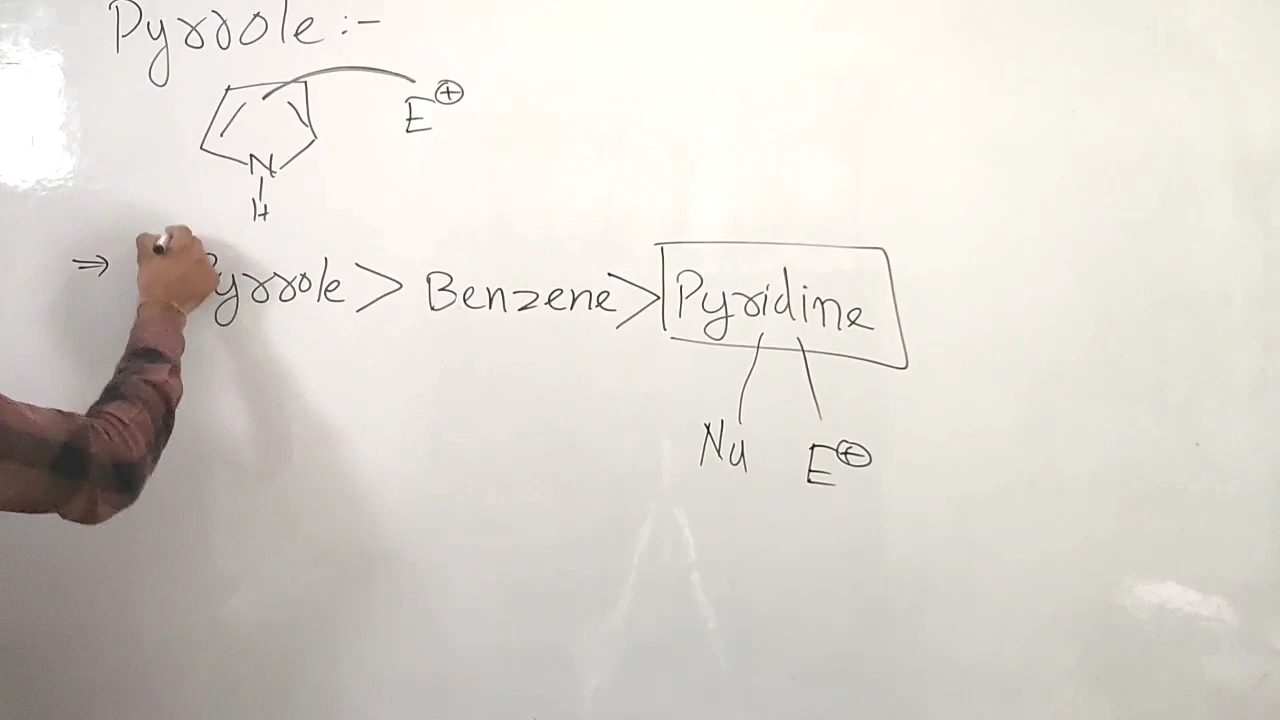 Pyrrole :-
E⊕
N
H
⇒ Pyrrole > Benzene > Pyridine
Nu E⊕